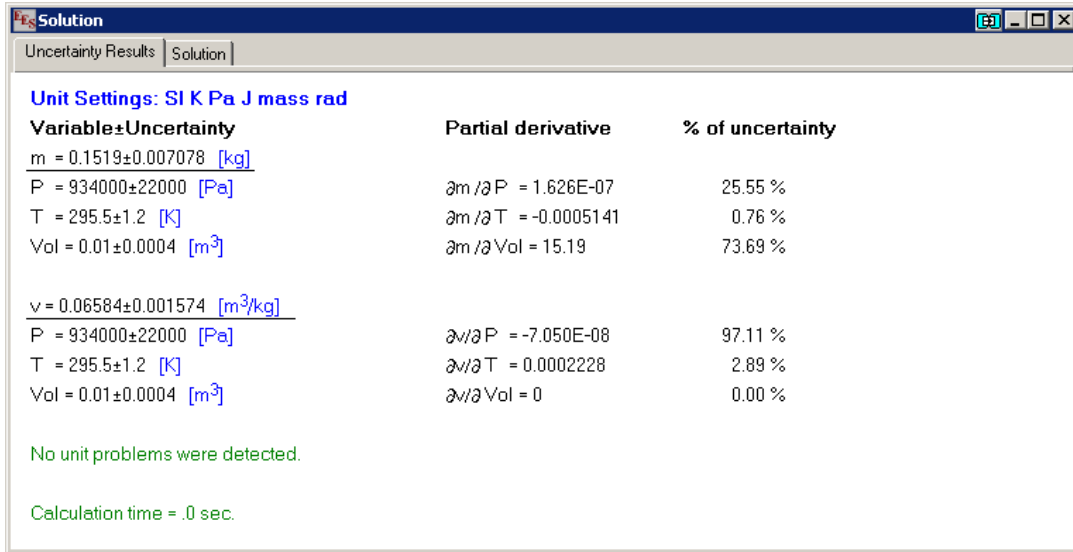 EES Solution
Uncertainty Results Solution
Unit Settings: SI K Pa J mass rad
Variable±Uncertainty Partial derivative % of uncertainty
m = 0.1519±0.007078 [kg]
P = 934000±22000 [Pa] ∂m/∂P = 1.626E-07 25.55 %
T = 295.5±1.2 [K] ∂m/∂T = -0.0005141 0.76 %
Vol = 0.01±0.0004 [m³] ∂m/∂Vol = 15.19 73.69 %
v = 0.06584±0.001574 [m³/kg]
P = 934000±22000 [Pa] ∂v/∂P = -7.050E-08 97.11 %
T = 295.5±1.2 [K] ∂v/∂T = 0.0002228 2.89 %
Vol = 0.01±0.0004 [m³] ∂v/∂Vol = 0 0.00 %
No unit problems were detected.
Calculation time = .0 sec.